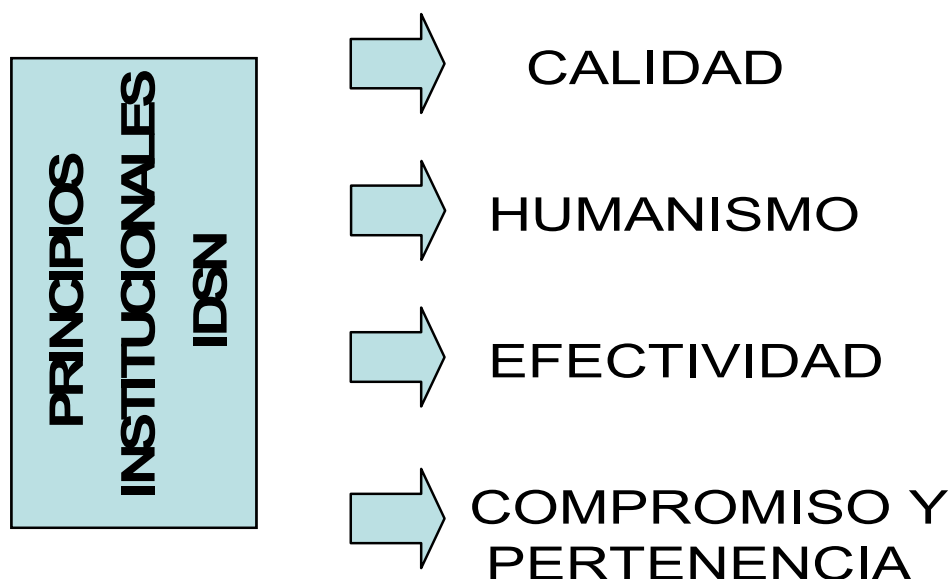 PRINCIPIOS
INSTITUCIONALES
IDSN
CALIDAD
HUMANISMO
EFECTIVIDAD
COMPROMISO Y
PERTENENCIA